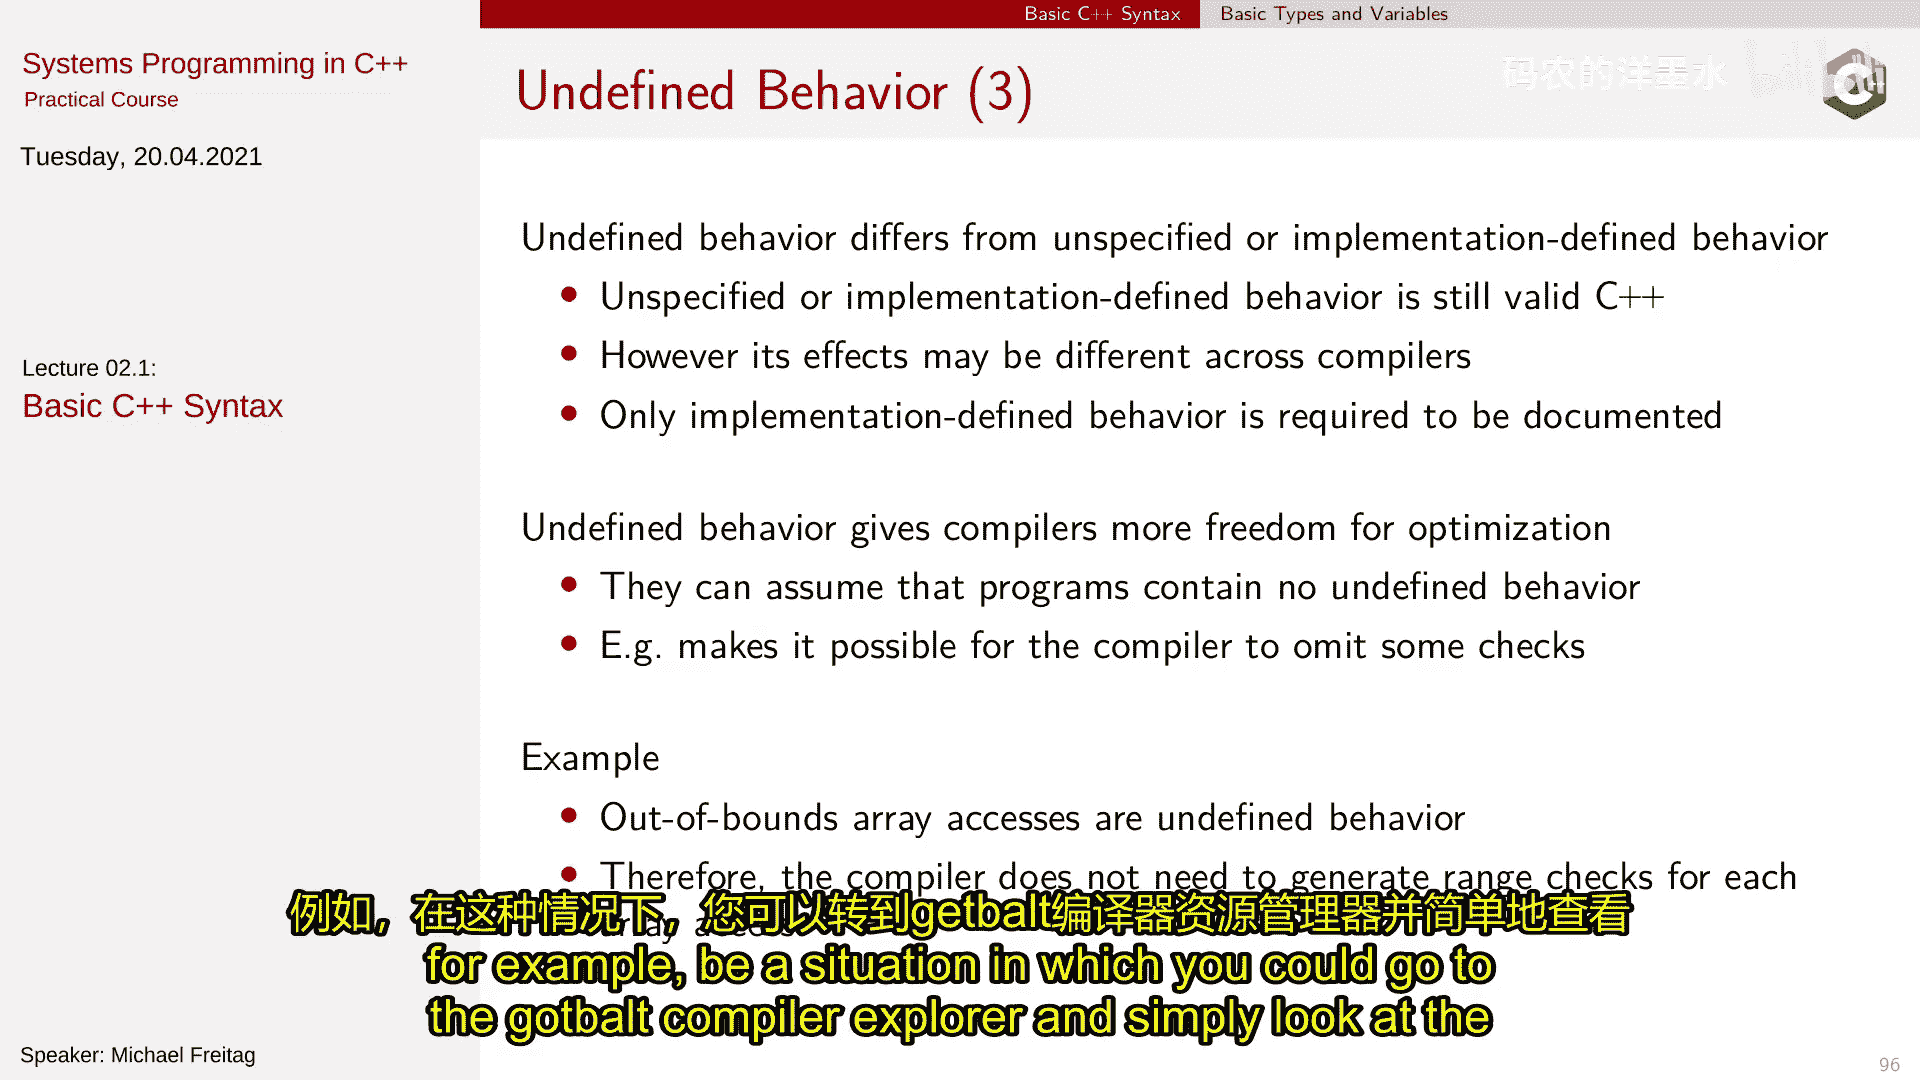 Basic C++ Syntax Basic Types and Variables
Systems Programming in C++
Practical Course
Tuesday, 20.04.2021
Lecture 02.1:
Basic C++ Syntax
Speaker: Michael Freitag
Undefined Behavior (3)
码农的洋墨水
Undefined behavior differs from unspecified or implementation-defined behavior
Unspecified or implementation-defined behavior is still valid C++
However its effects may be different across compilers
Only implementation-defined behavior is required to be documented
Undefined behavior gives compilers more freedom for optimization
They can assume that programs contain no undefined behavior
E.g. makes it possible for the compiler to omit some checks
Example
Out-of-bounds array accesses are undefined behavior
Therefore, the compiler does not need to generate range checks for each
例如，在这种情况下，您可以转到getbalt编译器资源管理器并简单地查看
for example, be a situation in which you could go to
the gotbalt compiler explorer and simply look at the
96